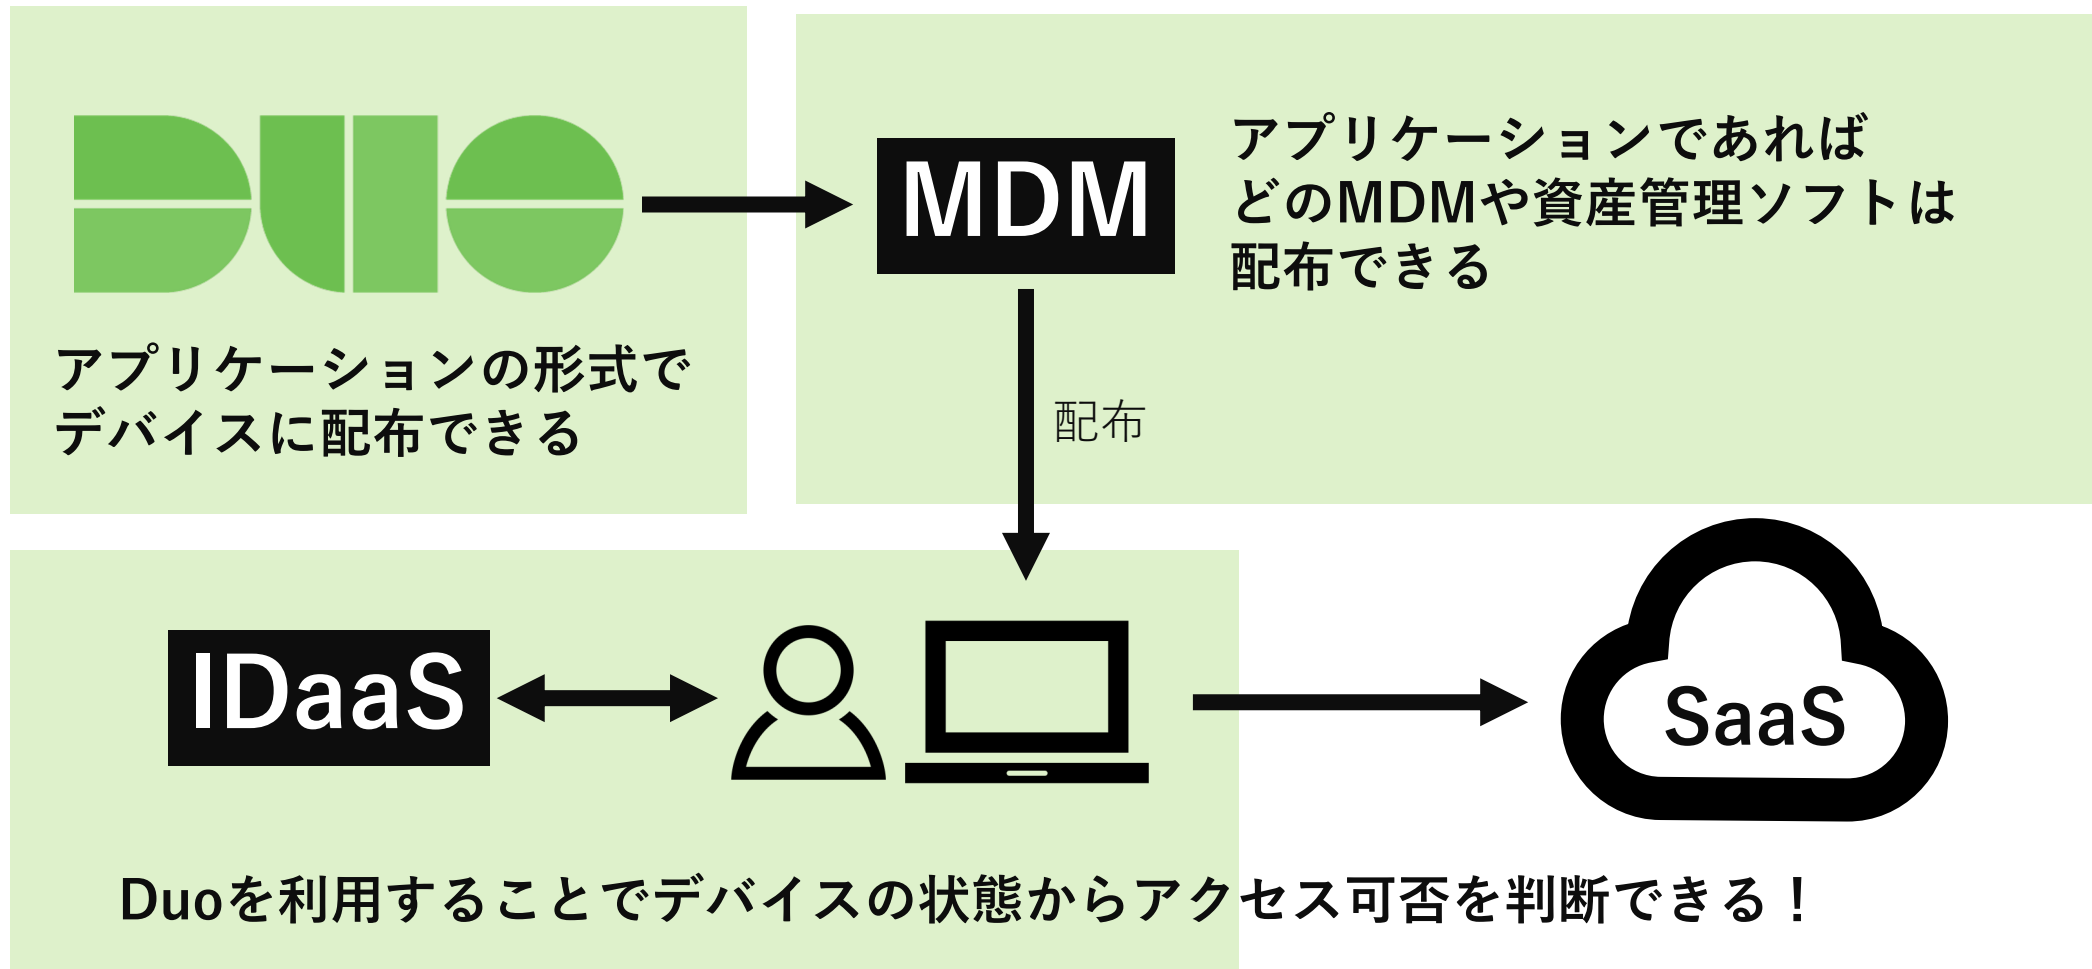 DUO
アプリケーションの形式で
デバイスに配布できる
MDM
アプリケーションであれば
どのMDMや資産管理ソフトは
配布できる
配布
IDaaS
SaaS
Duoを利用することでデバイスの状態からアクセス可否を判断できる！